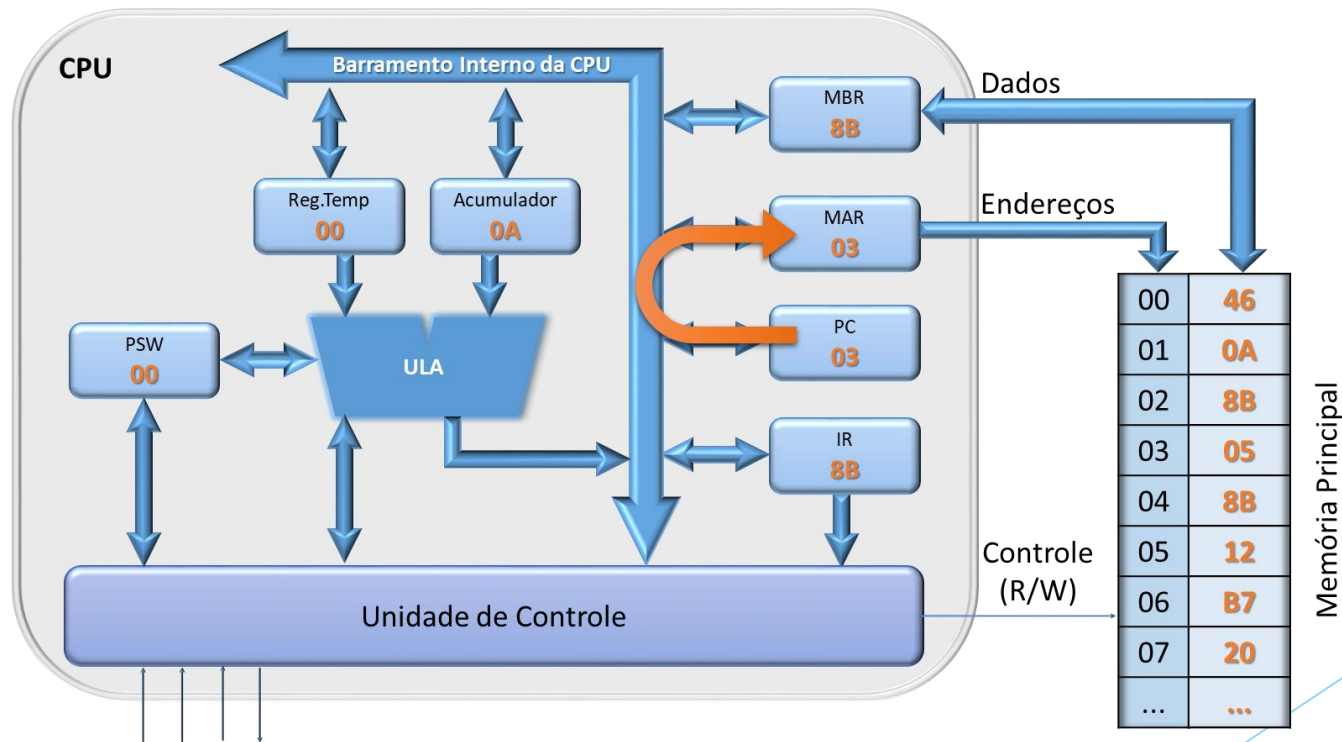 CPU
Barramento Interno da CPU
MBR
8B
Dados
Reg.Temp
00
Acumulador
0A
MAR
03
Endereços
PSW
00
ULA
PC
03
IR
8B
Controle
(R/W)
Unidade de Controle
00 46
01 0A
02 8B
03 05
04 8B
05 12
06 B7
07 20
... ...
Memória Principal